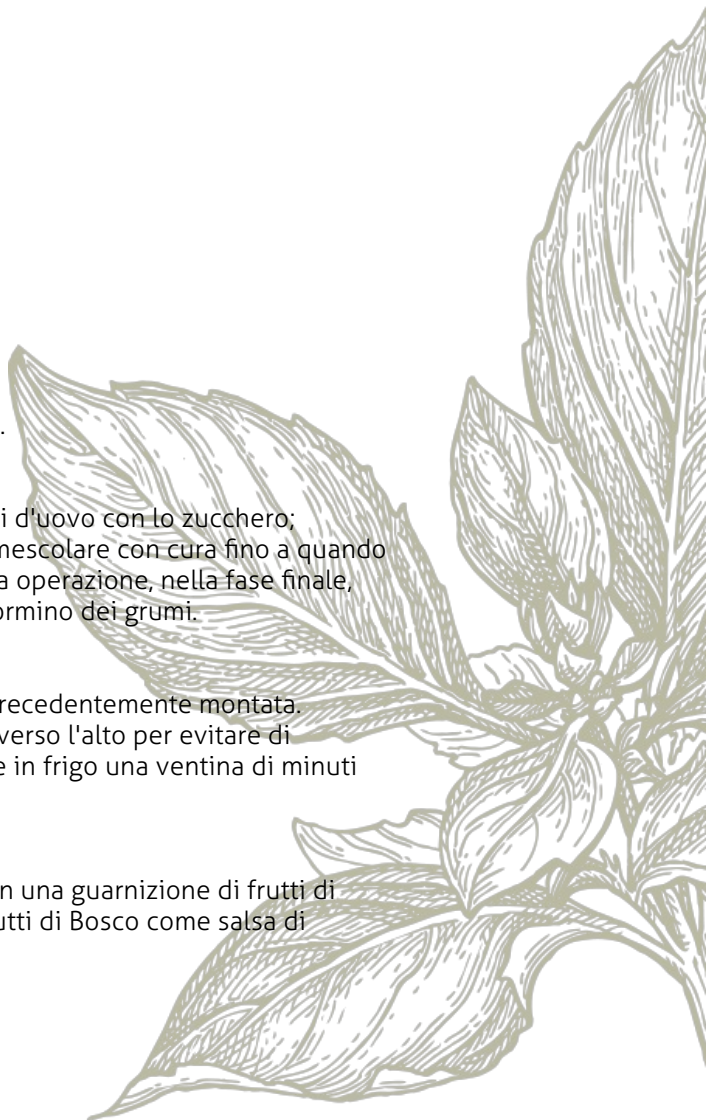 .
i d'uovo con lo zucchero;
mescolare con cura fino a quando
a operazione, nella fase finale,
ormino dei grumi.
recedentemente montata.
verso l'alto per evitare di
e in frigo una ventina di minuti
n una guarnizione di frutti di
utti di Bosco come salsa di